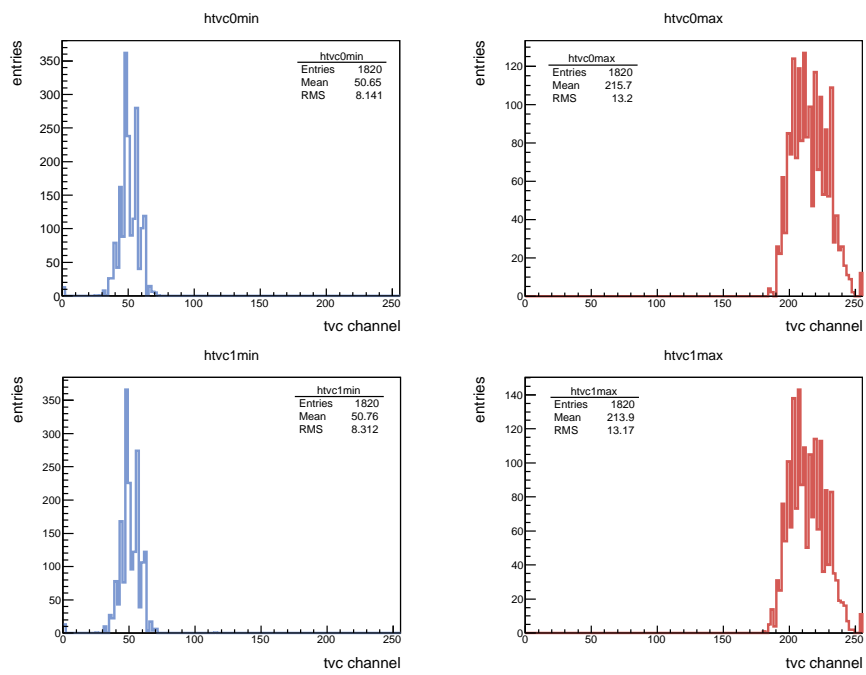 htvc0min
entries
htvc0min
Entries 1820
Mean 50.65
RMS 8.141
350
300
250
200
150
100
50
0
0 50 100 150 200 250
tvc channel
htvc0max
entries
htvc0max
Entries 1820
Mean 215.7
RMS 13.2
120
100
80
60
40
20
0
0 50 100 150 200 250
tvc channel
htvc1min
entries
htvc1min
Entries 1820
Mean 50.76
RMS 8.312
350
300
250
200
150
100
50
0
0 50 100 150 200 250
tvc channel
htvc1max
entries
htvc1max
Entries 1820
Mean 213.9
RMS 13.17
140
120
100
80
60
40
20
0
0 50 100 150 200 250
tvc channel